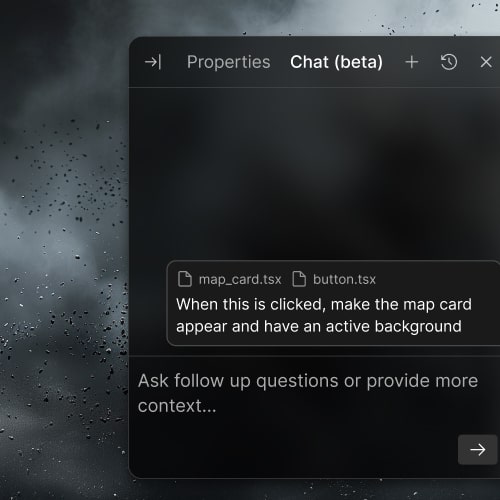 Properties Chat (beta)
map_card.tsx button.tsx
When this is clicked, make the map card
appear and have an active background
Ask follow up questions or provide more
context...